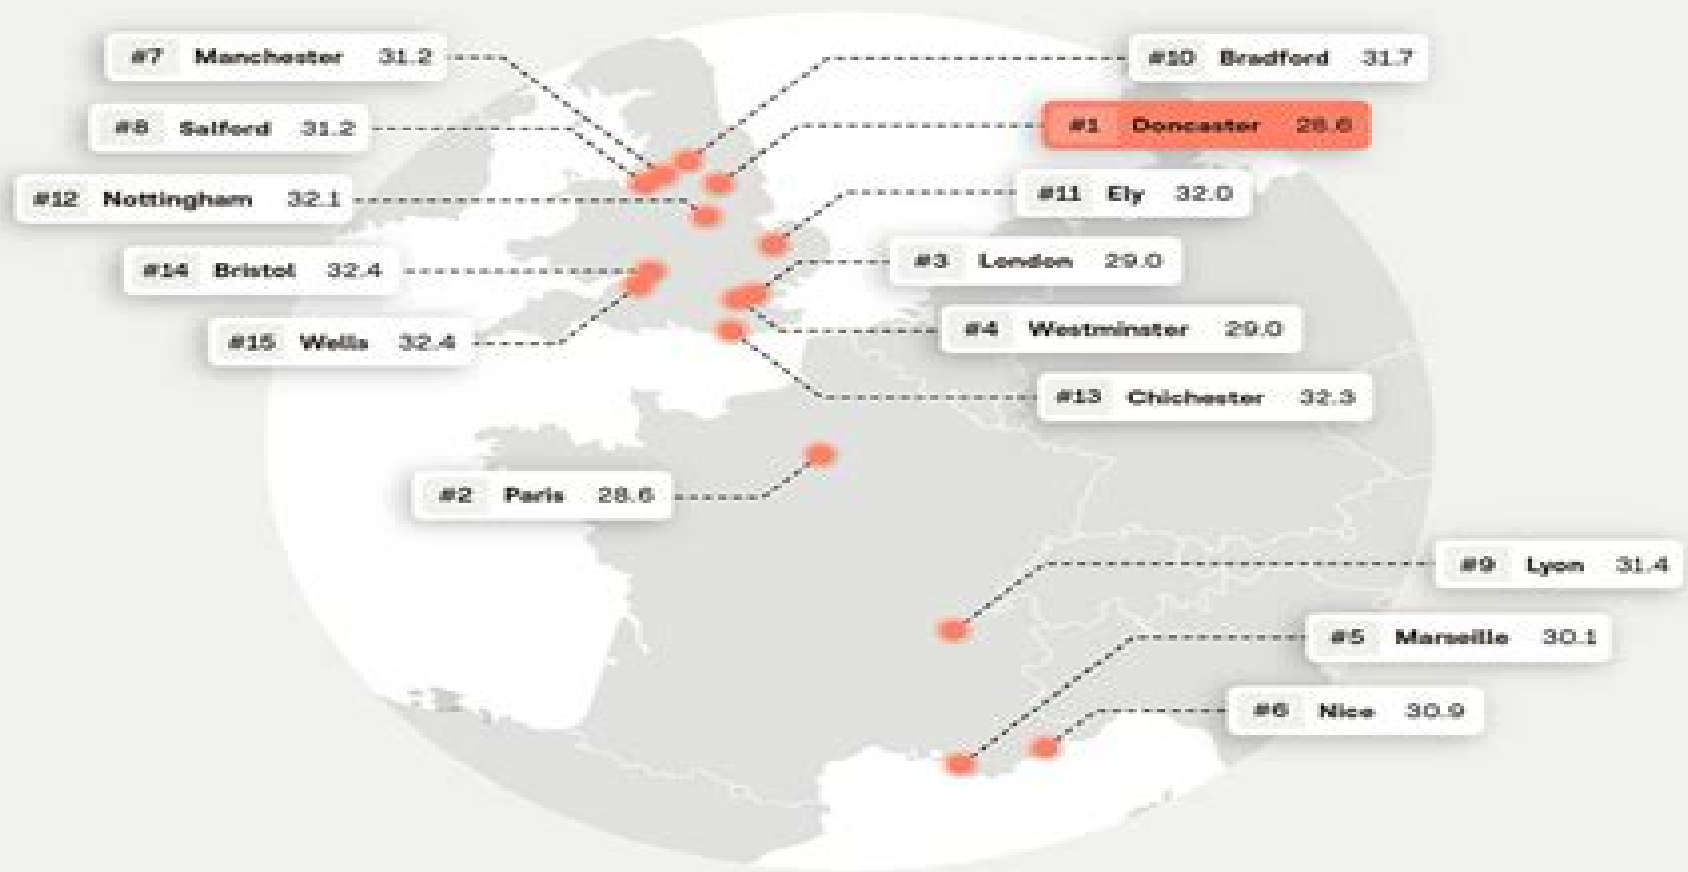 #7 Manchester 31.2
#10 Bradford 31.7
#8 Salford 31.2
#1 Doncaster 28.6
#12 Nottingham 32.1
#11 Ely 32.0
#14 Bristol 32.4
#3 London 29.0
#15 Wells 32.4
#4 Westminster 29.0
#13 Chichester 32.3
#2 Paris 28.6
#9 Lyon 31.4
#5 Marseille 30.1
#6 Nice 30.9